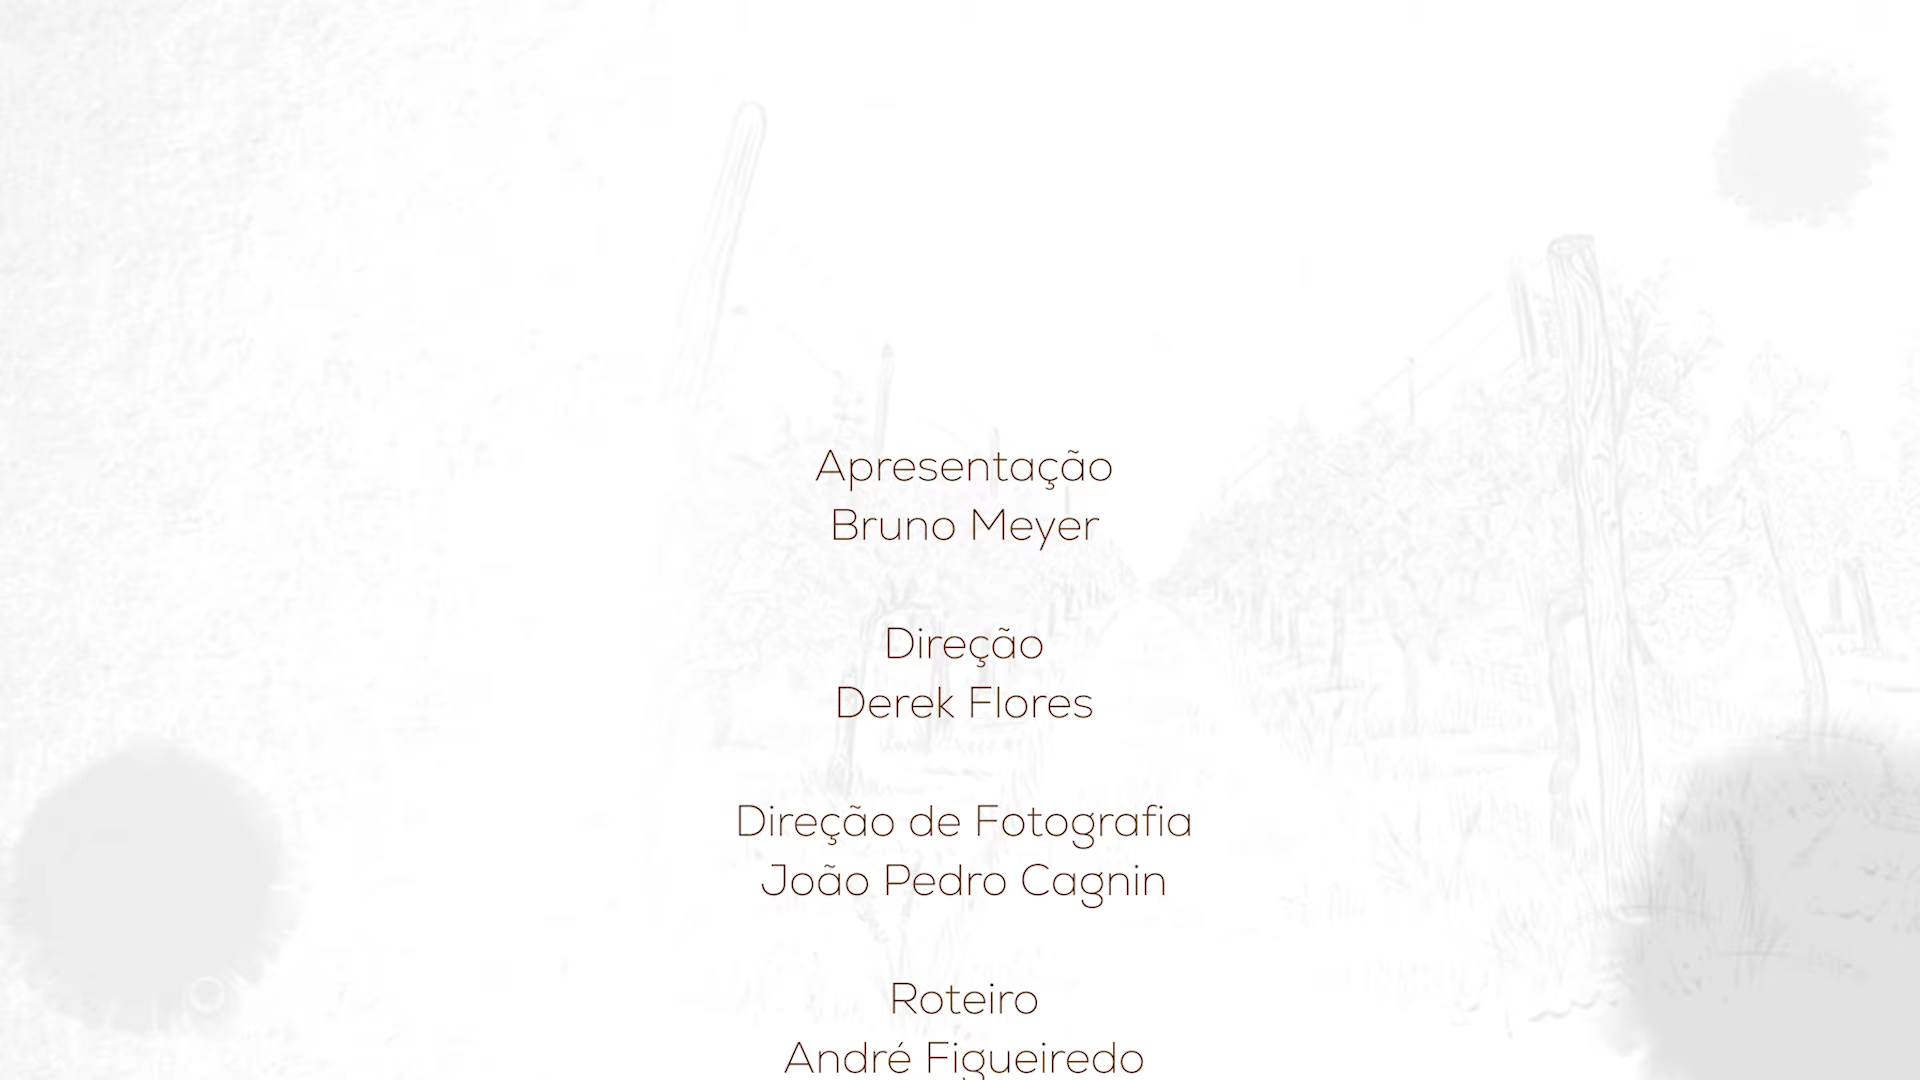 Apresentação
Bruno Meyer
Direção
Derek Flores
Direção de Fotografia
João Pedro Cagnin
Roteiro
André Figueiredo